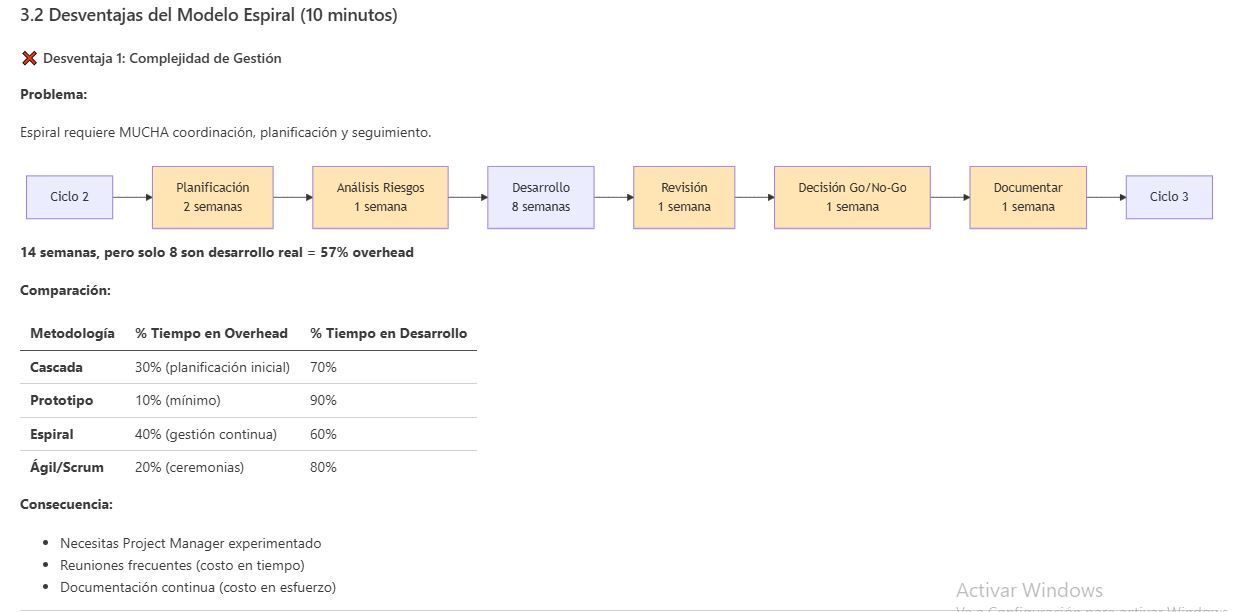 3.2 Desventajas del Modelo Espiral (10 minutos)
❌ Desventaja 1: Complejidad de Gestión
Problema:
Espiral requiere MUCHA coordinación, planificación y seguimiento.
Ciclo 2
Planificación
2 semanas
Análisis Riesgos
1 semana
Desarrollo
8 semanas
Revisión
1 semana
Decisión Go/No-Go
1 semana
Documentar
1 semana
Ciclo 3
14 semanas, pero solo 8 son desarrollo real = 57% overhead
Comparación:
Metodología % Tiempo en Overhead % Tiempo en Desarrollo
Cascada 30% (planificación inicial) 70%
Prototipo 10% (mínimo) 90%
Espiral 40% (gestión continua) 60%
Ágil/Scrum 20% (ceremonias) 80%
Consecuencia:
• Necesitas Project Manager experimentado
• Reuniones frecuentes (costo en tiempo)
• Documentación continua (costo en esfuerzo)
Activar Windows
Ve a Configuración para activar Windows.